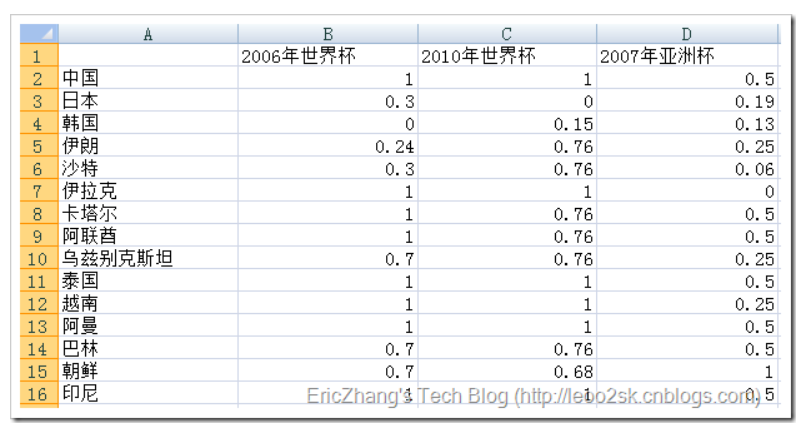 A B C D
1 2006年世界杯 2010年世界杯 2007年亚洲杯
2 中国 1 1 0.5
3 日本 0.3 0 0.19
4 韩国 0 0.15 0.13
5 伊朗 0.24 0.76 0.25
6 沙特 0.3 0.76 0.06
7 伊拉克 1 1 0
8 卡塔尔 1 0.76 0.5
9 阿联酋 1 0.76 0.5
10 乌兹别克斯坦 0.7 0.76 0.25
11 泰国 1 1 0.5
12 越南 1 1 0.25
13 阿曼 1 1 0.5
14 巴林 0.7 0.76 0.5
15 朝鲜 0.7 0.68 1
16 印尼 1 1 0.5
EricZhang's Tech Blog (http://leoo2sk.cnblogs.com)